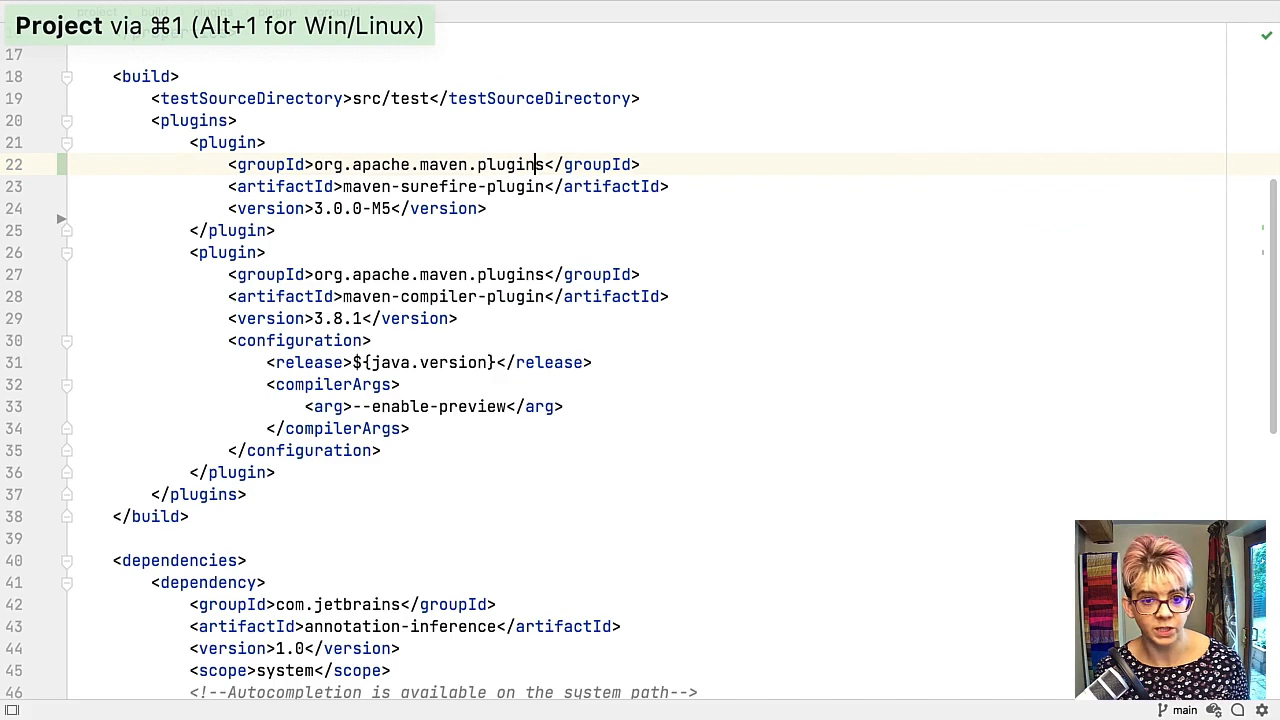 Project via ⌘1 (Alt+1 for Win/Linux)
17
18 <build>
19 <testSourceDirectory>src/test</testSourceDirectory>
20 <plugins>
21 <plugin>
22 <groupId>org.apache.maven.plugins</groupId>
23 <artifactId>maven-surefire-plugin</artifactId>
24 <version>3.0.0-M5</version>
25 </plugin>
26 <plugin>
27 <groupId>org.apache.maven.plugins</groupId>
28 <artifactId>maven-compiler-plugin</artifactId>
29 <version>3.8.1</version>
30 <configuration>
31 <release>${java.version}</release>
32 <compilerArgs>
33 <arg>--enable-preview</arg>
34 </compilerArgs>
35 </configuration>
36 </plugin>
37 </plugins>
38 </build>
39
40 <dependencies>
41 <dependency>
42 <groupId>com.jetbrains</groupId>
43 <artifactId>annotation-inference</artifactId>
44 <version>1.0</version>
45 <scope>system</scope>
46 <!--Autocompletion is available on the system path-->
main